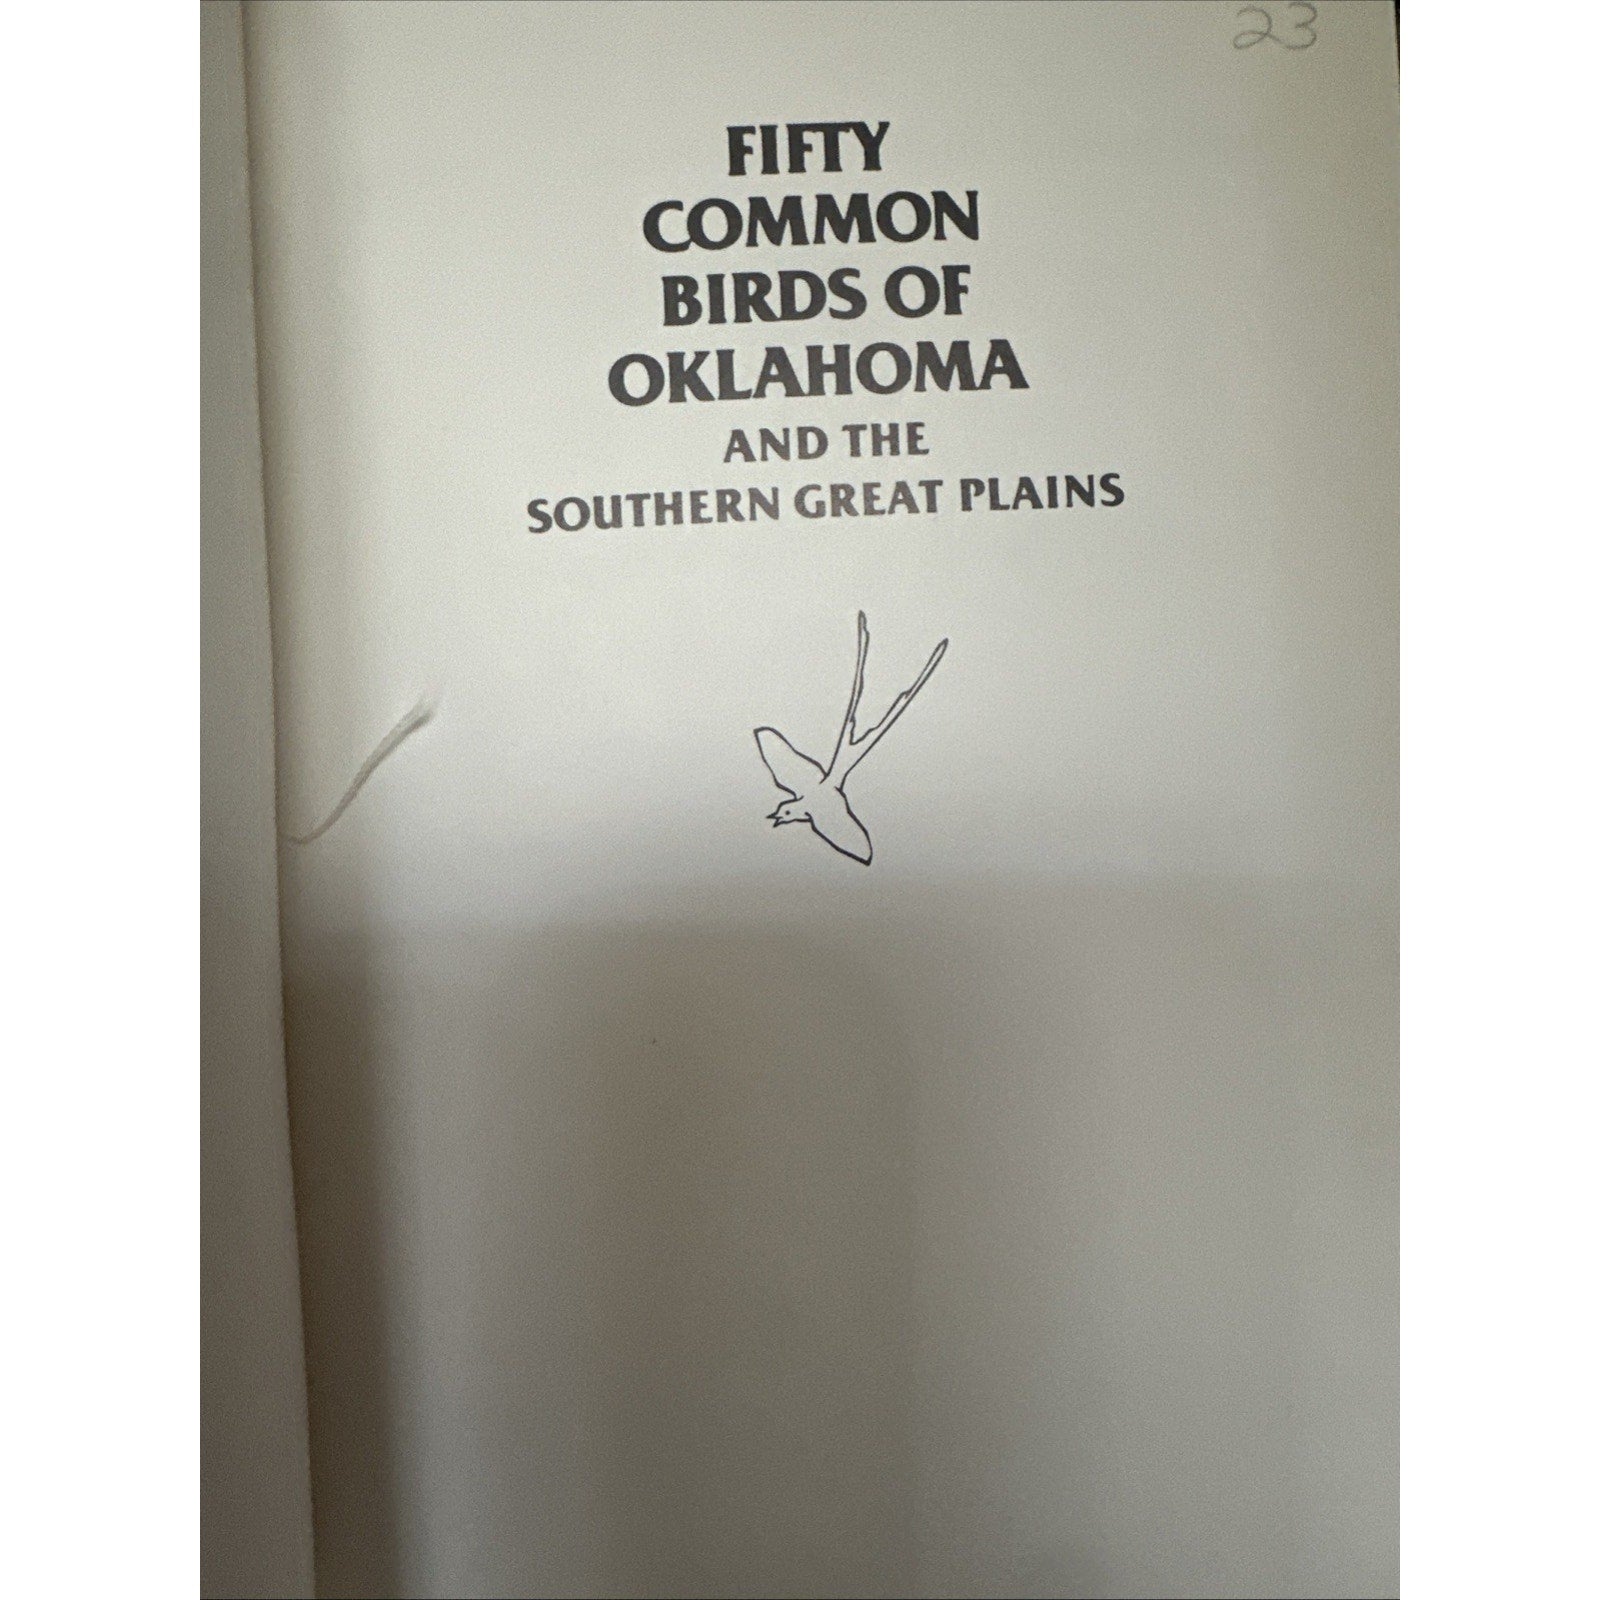 23
FIFTY
COMMON
BIRDS OF
OKLAHOMA
AND THE
SOUTHERN GREAT PLAINS